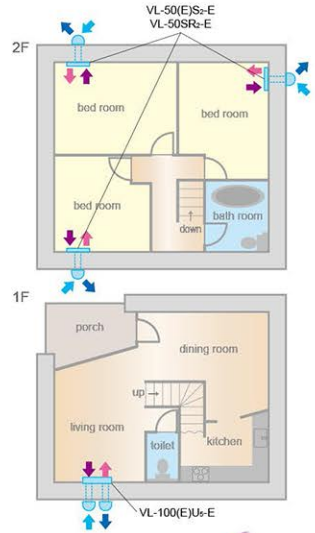 VL-50(E)S₂-E
VL-50SR₂-E
2F
bed room
bed room
bed room
bath room
down
1F
porch
dining room
up
living room
toilet
kitchen
VL-100(E)U₅-E